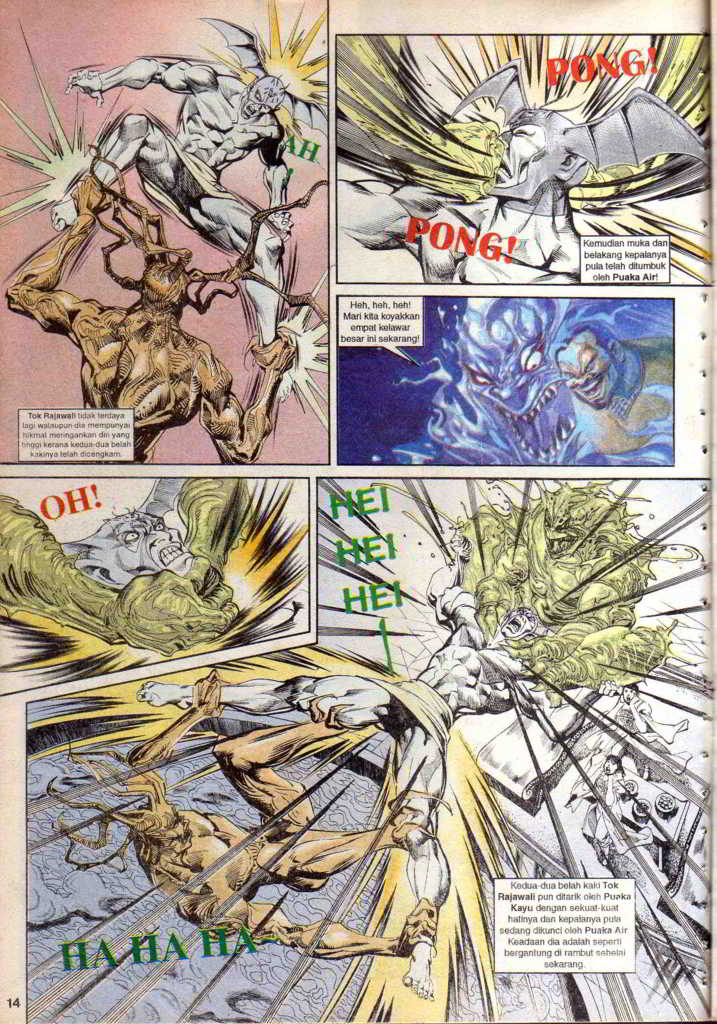 AH
!
Tok Rajawali tidak terdaya
lagi walaupun dia mempunyai
hikmat meringankan diri yang
tinggi kerana kedua-dua belah
kakinya telah dicengkam.
PONG!
PONG!
Kemudian muka dan
belakang kepalanya
pula telah ditumbuk
oleh Puaka Air!
Heh, heh, heh!
Mari kita koyakkan
empat kelawar
besar ini sekarang!
OH!
HEI
HEI
HEI
!
HA HA HA~
Kedua-dua belah kaki Tok
Rajawali pun ditarik oleh Puaka
Kayu dengan sekuat-kuat
hatinya dan kepalanya pula
sedang dikunci oleh Puaka Air
Keadaan dia adalah seperti
bergantung di rambut sehelai
sekarang.
14